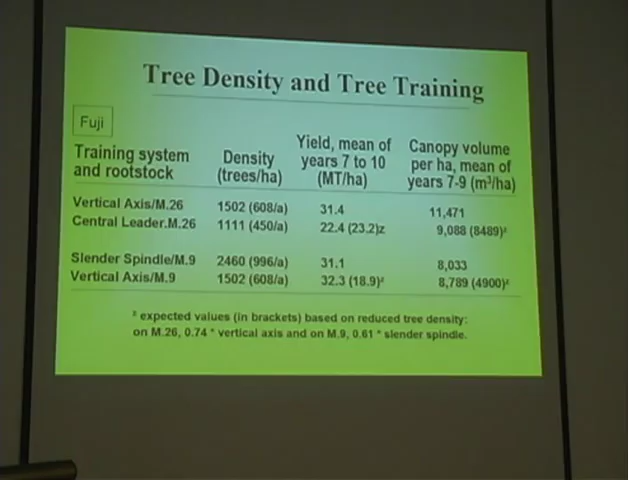 Tree Density and Tree Training
Fuji
Training system and rootstock Density (trees/ha) Yield, mean of years 7 to 10 (MT/ha) Canopy volume per ha, mean of years 7-9 (m³/ha)
Vertical Axis/M.26 1502 (608/a) 31.4 11,471
Central Leader.M.26 1111 (450/a) 22.4 (23.2)z 9,088 (8489)ᶻ
Slender Spindle/M.9 2460 (996/a) 31.1 8,033
Vertical Axis/M.9 1502 (608/a) 32.3 (18.9)ᶻ 8,789 (4900)ᶻ
ᶻ expected values (in brackets) based on reduced tree density:
on M.26, 0.74 * vertical axis and on M.9, 0.61 * slender spindle.